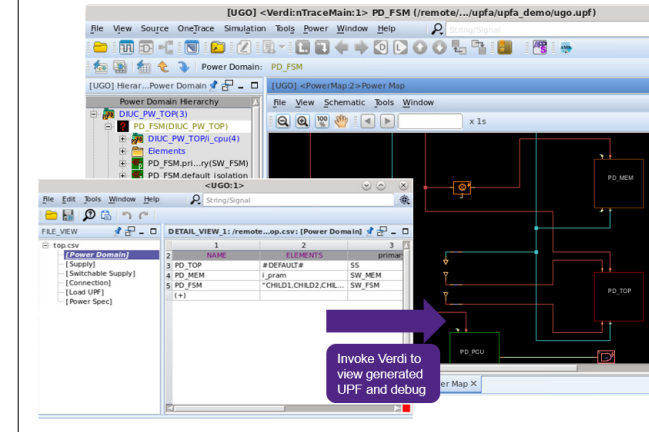 [UGO] <Verdi:nTraceMain:1> PD_FSM (/remote/.../upfa/upfa_demo/ugo.upf)
File View Source OneTrace Simulation Tools Power Window Help
String/Signal
Power Domain: PD_FSM
[UGO] Hierar...Power Domain
[UGO] <PowerMap:2>Power Map
Power Domain Hierarchy
File View Schematic Tools Window
DIUC_PW_TOP(3)
PD_FSM(DIUC_PW_TOP)
x 1s
DIUC_PW_TOP/i_cpu(4)
Elements
PD_FSM.pri...ry(SW_FSM)
PD_FSM.default_isolation
PD_MEM
PD_TOP
PD_PCU
<UGO:1>
File Edit Tools Window Help
String/Signal
FILE_VIEW
DETAIL_VIEW_1: /remote...op.csv: [Power Domain]
top.csv
[Power Domain]
[Supply]
[Switchable Supply]
[Connection]
[Load UPF]
[Power Spec]
1 2 3
2 NAME ELEMENTS primar
3 PD_TOP #DEFAULT# SS
4 PD_MEM i_pram SW_MEM
5 PD_FSM "CHILD1,CHILD2,CHIL... SW_FSM
(+)
Invoke Verdi to
view generated
UPF and debug
er Map